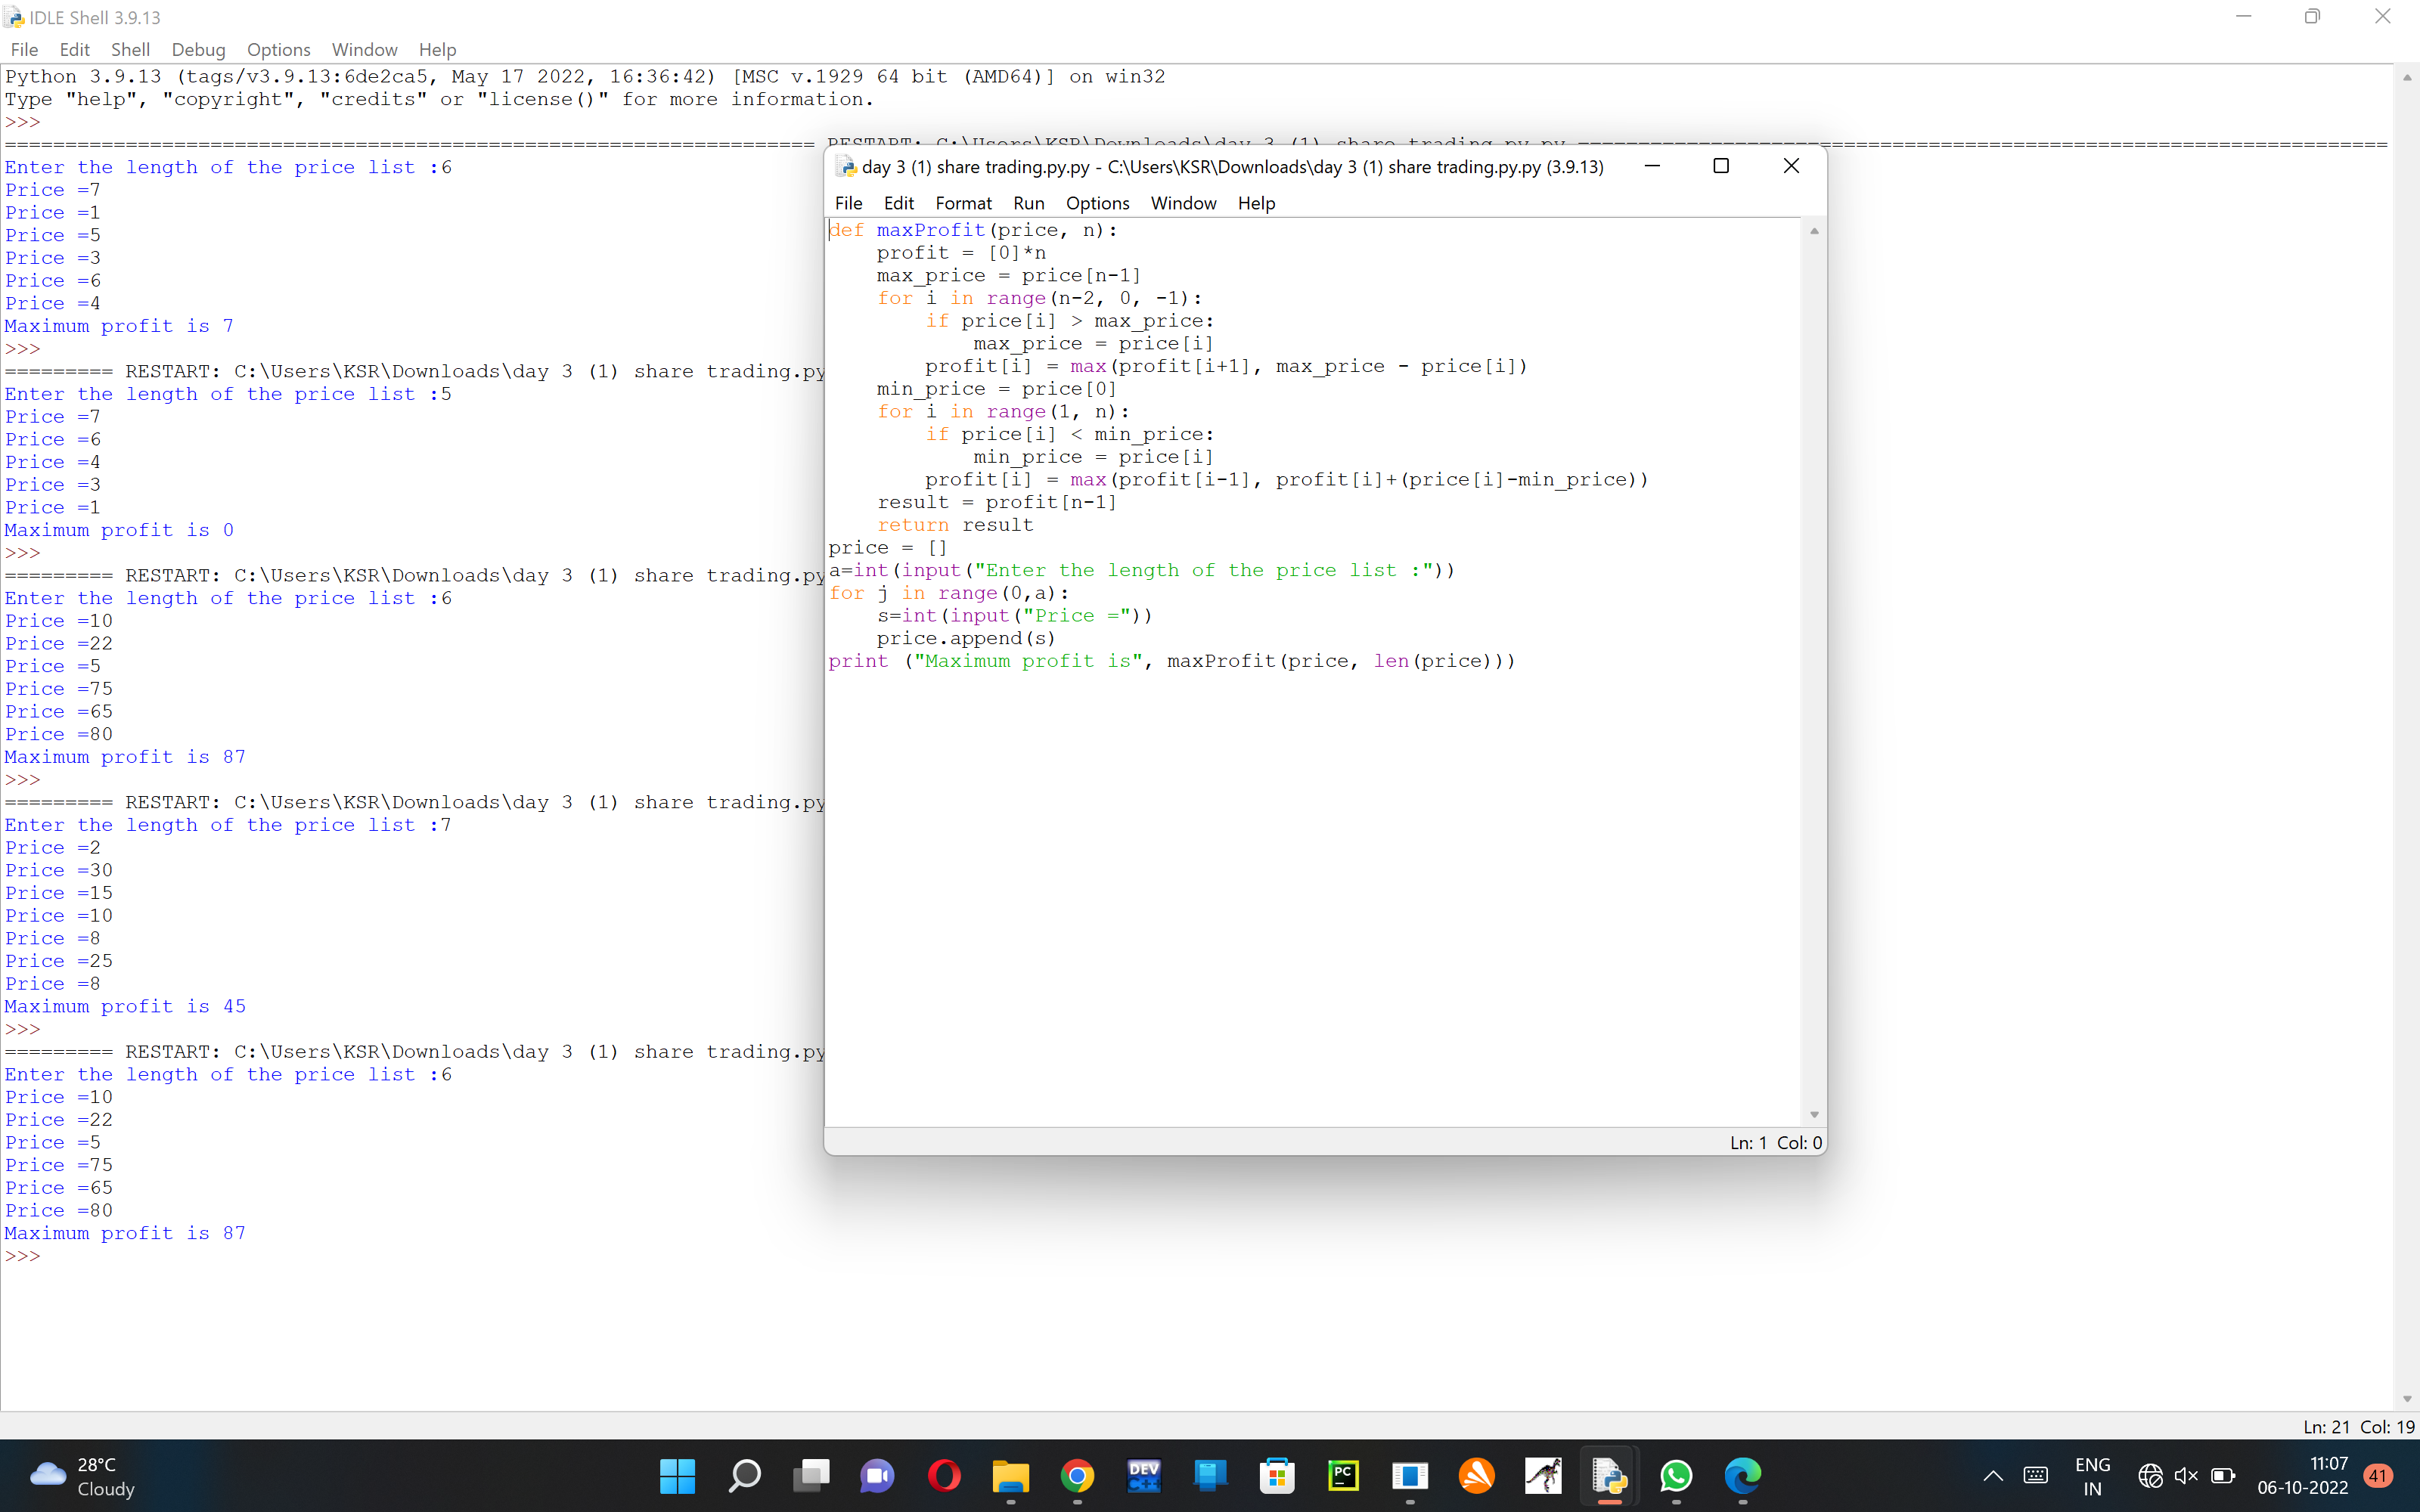 IDLE Shell 3.9.13
File Edit Shell Debug Options Window Help
Python 3.9.13 (tags/v3.9.13:6de2ca5, May 17 2022, 16:36:42) [MSC v.1929 64 bit (AMD64)] on win32
Type "help", "copyright", "credits" or "license()" for more information.
>>>
=================================================================== RESTART: C:\Users\KSR\Downloads\day 3 (1) share trading.py.py ===================================================================
Enter the length of the price list :6
Price =7
Price =1
Price =5
Price =3
Price =6
Price =4
Maximum profit is 7
>>>
========= RESTART: C:\Users\KSR\Downloads\day 3 (1) share trading.py
Enter the length of the price list :5
Price =7
Price =6
Price =4
Price =3
Price =1
Maximum profit is 0
>>>
========= RESTART: C:\Users\KSR\Downloads\day 3 (1) share trading.py
Enter the length of the price list :6
Price =10
Price =22
Price =5
Price =75
Price =65
Price =80
Maximum profit is 87
>>>
========= RESTART: C:\Users\KSR\Downloads\day 3 (1) share trading.py
Enter the length of the price list :7
Price =2
Price =30
Price =15
Price =10
Price =8
Price =25
Price =8
Maximum profit is 45
>>>
========= RESTART: C:\Users\KSR\Downloads\day 3 (1) share trading.py
Enter the length of the price list :6
Price =10
Price =22
Price =5
Price =75
Price =65
Price =80
Maximum profit is 87
>>>
day 3 (1) share trading.py.py - C:\Users\KSR\Downloads\day 3 (1) share trading.py.py (3.9.13)
File Edit Format Run Options Window Help
def maxProfit(price, n):
    profit = [0]*n
    max_price = price[n-1]
    for i in range(n-2, 0, -1):
        if price[i] > max_price:
            max_price = price[i]
        profit[i] = max(profit[i+1], max_price - price[i])
    min_price = price[0]
    for i in range(1, n):
        if price[i] < min_price:
            min_price = price[i]
        profit[i] = max(profit[i-1], profit[i]+(price[i]-min_price))
    result = profit[n-1]
    return result
price = []
a=int(input("Enter the length of the price list :"))
for j in range(0,a):
    s=int(input("Price ="))
    price.append(s)
print ("Maximum profit is", maxProfit(price, len(price)))
Ln: 1 Col: 0
Ln: 21 Col: 19
28°C
Cloudy
DEV
C++
PC
ENG
IN
11:07
06-10-2022
41